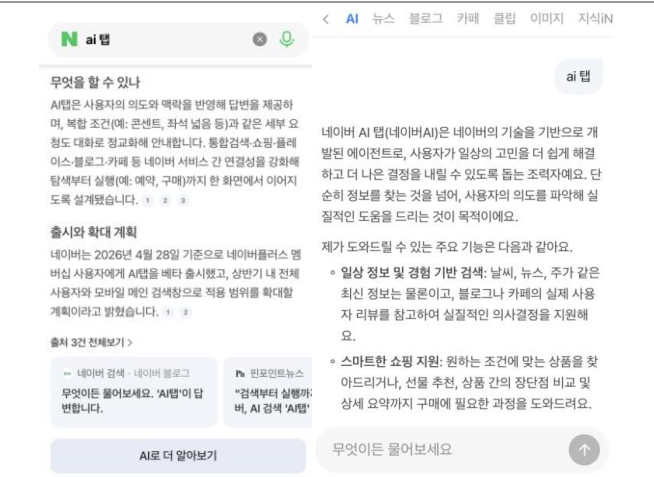 N ai 탭
무엇을 할 수 있나
AI탭은 사용자의 의도와 맥락을 반영해 답변을 제공하
며, 복합 조건(예: 콘센트, 좌석 넓음 등)과 같은 세부 요
청도 대화로 정교화해 안내합니다. 통합검색·쇼핑·플레
이스·블로그·카페 등 네이버 서비스 간 연결성을 강화해
탐색부터 실행(예: 예약, 구매)까지 한 화면에서 이어지
도록 설계됐습니다. 1 2 3
출시와 확대 계획
네이버는 2026년 4월 28일 기준으로 네이버플러스 멤
버십 사용자에게 AI탭을 베타 출시했고, 상반기 내 전체
사용자와 모바일 메인 검색창으로 적용 범위를 확대할
계획이라고 밝혔습니다. 1 2
출처 3건 전체보기 >
네이버 검색 · 네이버 블로그
무엇이든 물어보세요. 'AI탭'이 답
변합니다.
핀포인트뉴스
"검색부터 실행까지
버, AI 검색 'AI탭'
AI로 더 알아보기
< AI 뉴스 블로그 카페 클립 이미지 지식iN
ai 탭
네이버 AI 탭(네이버AI)은 네이버의 기술을 기반으로 개
발된 에이전트로, 사용자가 일상의 고민을 더 쉽게 해결
하고 더 나은 결정을 내릴 수 있도록 돕는 조력자예요. 단
순히 정보를 찾는 것을 넘어, 사용자의 의도를 파악해 실
질적인 도움을 드리는 것이 목적이에요.
제가 도와드릴 수 있는 주요 기능은 다음과 같아요.
일상 정보 및 경험 기반 검색: 날씨, 뉴스, 주가 같은
최신 정보는 물론이고, 블로그나 카페의 실제 사용
자 리뷰를 참고하여 실질적인 의사결정을 지원해
요.
스마트한 쇼핑 지원: 원하는 조건에 맞는 상품을 찾
아드리거나, 선물 추천, 상품 간의 장단점 비교 및
상세 요약까지 구매에 필요한 과정을 도와드려요.
무엇이든 물어보세요